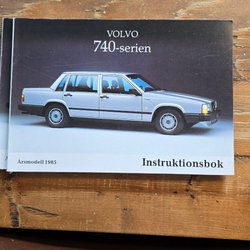 VOLVO
740-serien
Årsmodell 1985
Instruktionsbok